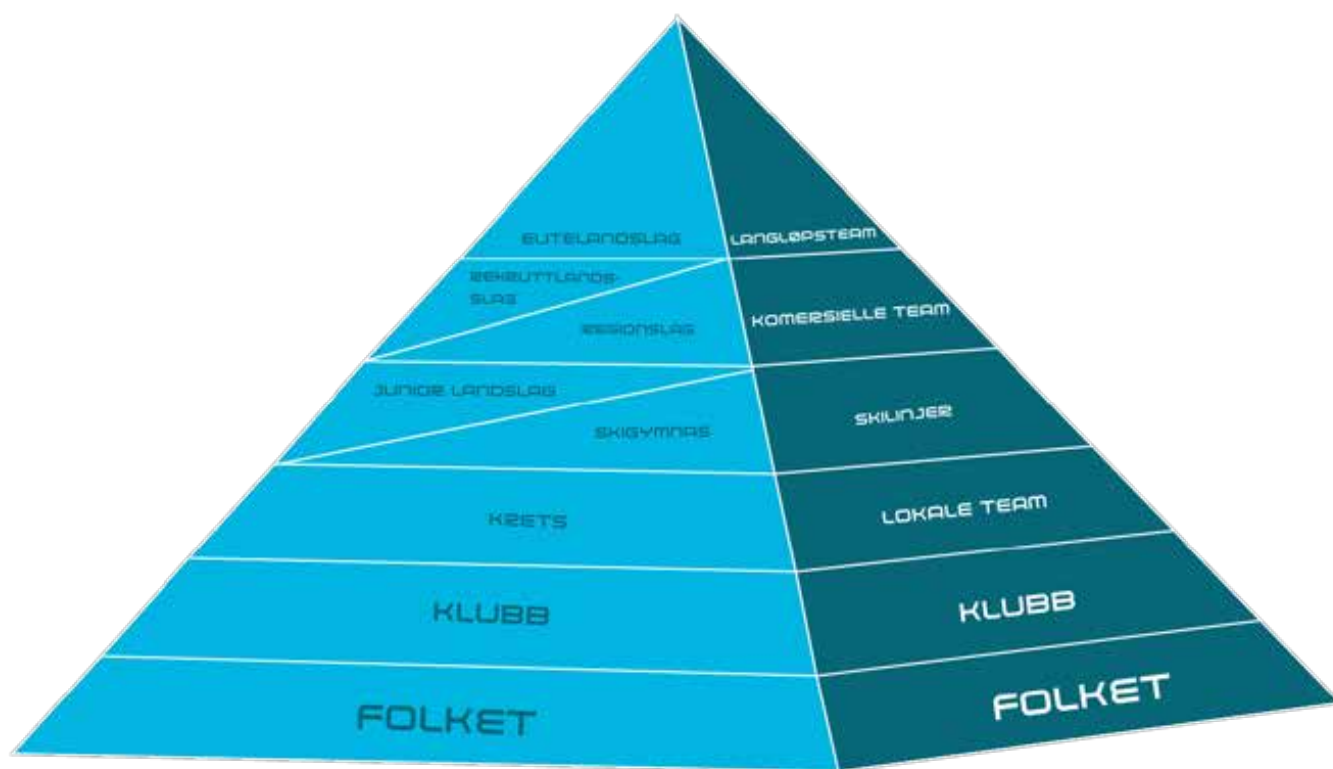 ELITELANDSLAG
LANGLØPSTEAM
REKRUTTLANDS-
SLAG
REGIONSLAG
KOMERSIELLE TEAM
JUNIOR LANDSLAG
SKIGYMNAS
SKILINJER
KRETS
LOKALE TEAM
KLUBB
KLUBB
FOLKET
FOLKET